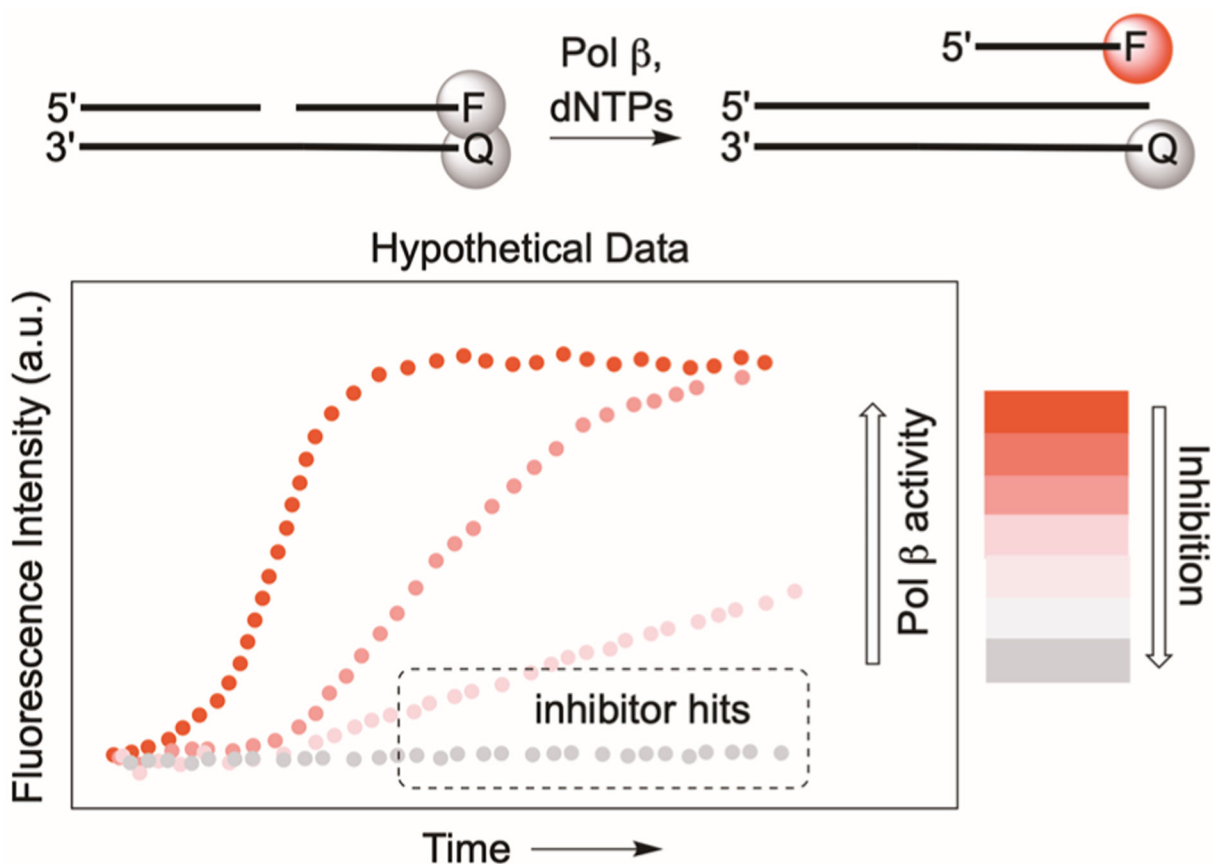 5'
3'
F
Q
Pol β,
dNTPs
5'
F
5'
3'
Q
Hypothetical Data
Fluorescence Intensity (a.u.)
inhibitor hits
Pol β activity
Inhibition
Time